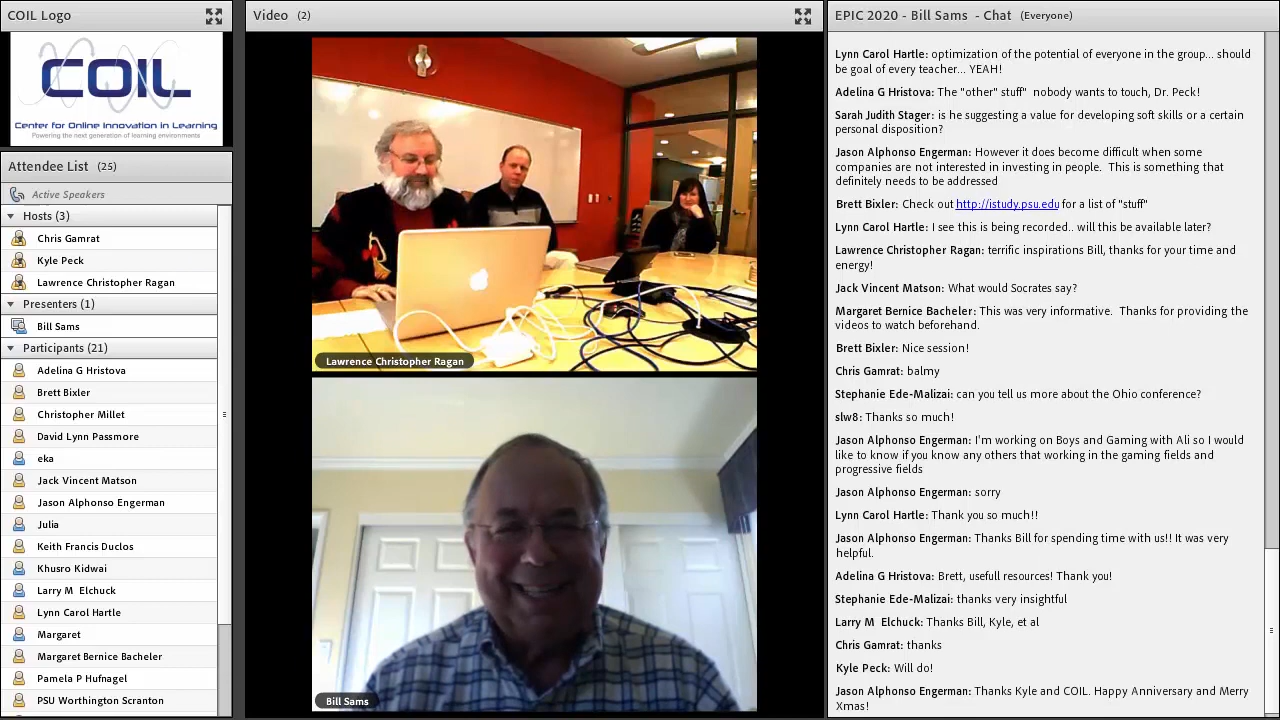 COIL Logo
COIL
Center for Online Innovation in Learning
Powering the next generation of learning environments
Attendee List (25)
Active Speakers
Hosts (3)
Chris Gamrat
Kyle Peck
Lawrence Christopher Ragan
Presenters (1)
Bill Sams
Participants (21)
Adelina G Hristova
Brett Bixler
Christopher Millet
David Lynn Passmore
eka
Jack Vincent Matson
Jason Alphonso Engerman
Julia
Keith Francis Duclos
Khusro Kidwai
Larry M Elchuck
Lynn Carol Hartle
Margaret
Margaret Bernice Bacheler
Pamela P Hufnagel
PSU Worthington Scranton
Video (2)
Lawrence Christopher Ragan
Bill Sams
EPIC 2020 - Bill Sams - Chat (Everyone)
Lynn Carol Hartle: optimization of the potential of everyone in the group... should
be goal of every teacher... YEAH!
Adelina G Hristova: The "other" stuff" nobody wants to touch, Dr. Peck!
Sarah Judith Stager: is he suggesting a value for developing soft skills or a certain
personal disposition?
Jason Alphonso Engerman: However it does become difficult when some
companies are not interested in investing in people. This is something that
definitely needs to be addressed
Brett Bixler: Check out http://istudy.psu.edu for a list of "stuff"
Lynn Carol Hartle: I see this is being recorded.. will this be available later?
Lawrence Christopher Ragan: terrific inspirations Bill, thanks for your time and
energy!
Jack Vincent Matson: What would Socrates say?
Margaret Bernice Bacheler: This was very informative. Thanks for providing the
videos to watch beforehand.
Brett Bixler: Nice session!
Chris Gamrat: balmy
Stephanie Ede-Malizai: can you tell us more about the Ohio conference?
slw8: Thanks so much!
Jason Alphonso Engerman: I'm working on Boys and Gaming with Ali so I would
like to know if you know any others that working in the gaming fields and
progressive fields
Jason Alphonso Engerman: sorry
Lynn Carol Hartle: Thank you so much!!
Jason Alphonso Engerman: Thanks Bill for spending time with us!! It was very
helpful.
Adelina G Hristova: Brett, usefull resources! Thank you!
Stephanie Ede-Malizai: thanks very insightful
Larry M Elchuck: Thanks Bill, Kyle, et al
Chris Gamrat: thanks
Kyle Peck: Will do!
Jason Alphonso Engerman: Thanks Kyle and COIL. Happy Anniversary and Merry
Xmas!